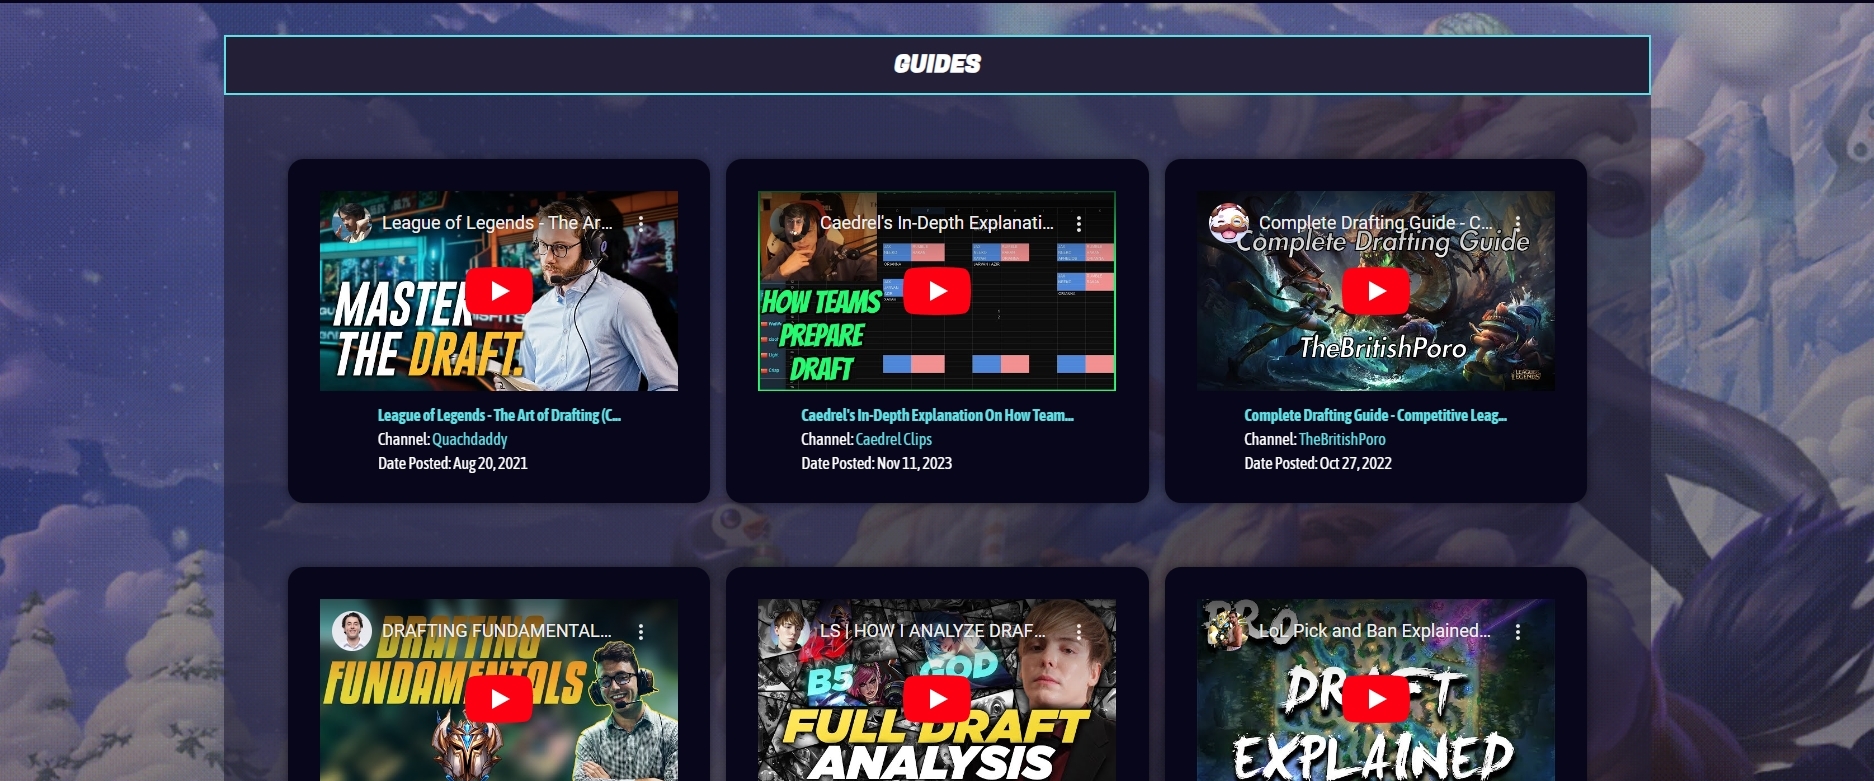 GUIDES
League of Legends - The Ar...
MASTER
THE DRAFT.
League of Legends - The Art of Drafting (C...
Channel: Quachdaddy
Date Posted: Aug 20, 2021
Caedrel's In-Depth Explanati...
HOW TEAMS
PREPARE
DRAFT
Caedrel's In-Depth Explanation On How Team...
Channel: Caedrel Clips
Date Posted: Nov 11, 2023
Complete Drafting Guide - C...
Complete Drafting Guide
TheBritishPoro
LEAGUE OF LEGENDS
Complete Drafting Guide - Competitive Leag...
Channel: TheBritishPoro
Date Posted: Oct 27, 2022
DRAFTING FUNDAMENTAL...
DRAFTING
FUNDAMENTALS
LS | HOW I ANALYZE DRAF...
B5 GOD
FULL DRAFT
ANALYSIS
LoL Pick and Ban Explained...
PRO
DRAFT
EXPLAINED